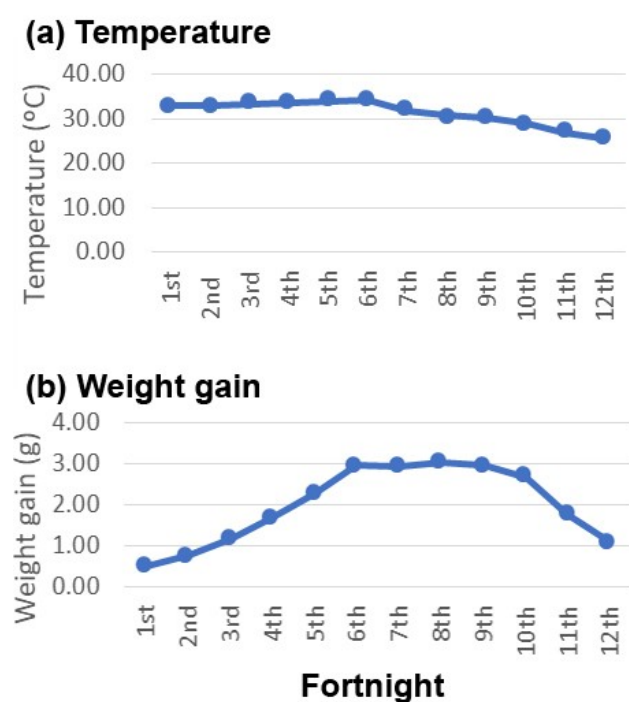 (a) Temperature
Temperature (ºC)
40.00
30.00
20.00
10.00
0.00
1st 2nd 3rd 4th 5th 6th 7th 8th 9th 10th 11th 12th
(b) Weight gain
Weight gain (g)
4.00
3.00
2.00
1.00
0.00
1st 2nd 3rd 4th 5th 6th 7th 8th 9th 10th 11th 12th
Fortnight